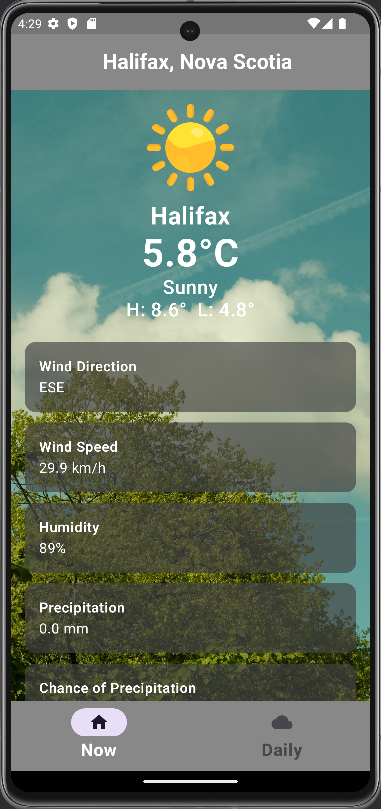 4:29
Halifax, Nova Scotia
Halifax
5.8°C
Sunny
H: 8.6° L: 4.8°
Wind Direction
ESE
Wind Speed
29.9 km/h
Humidity
89%
Precipitation
0.0 mm
Chance of Precipitation
Now
Daily